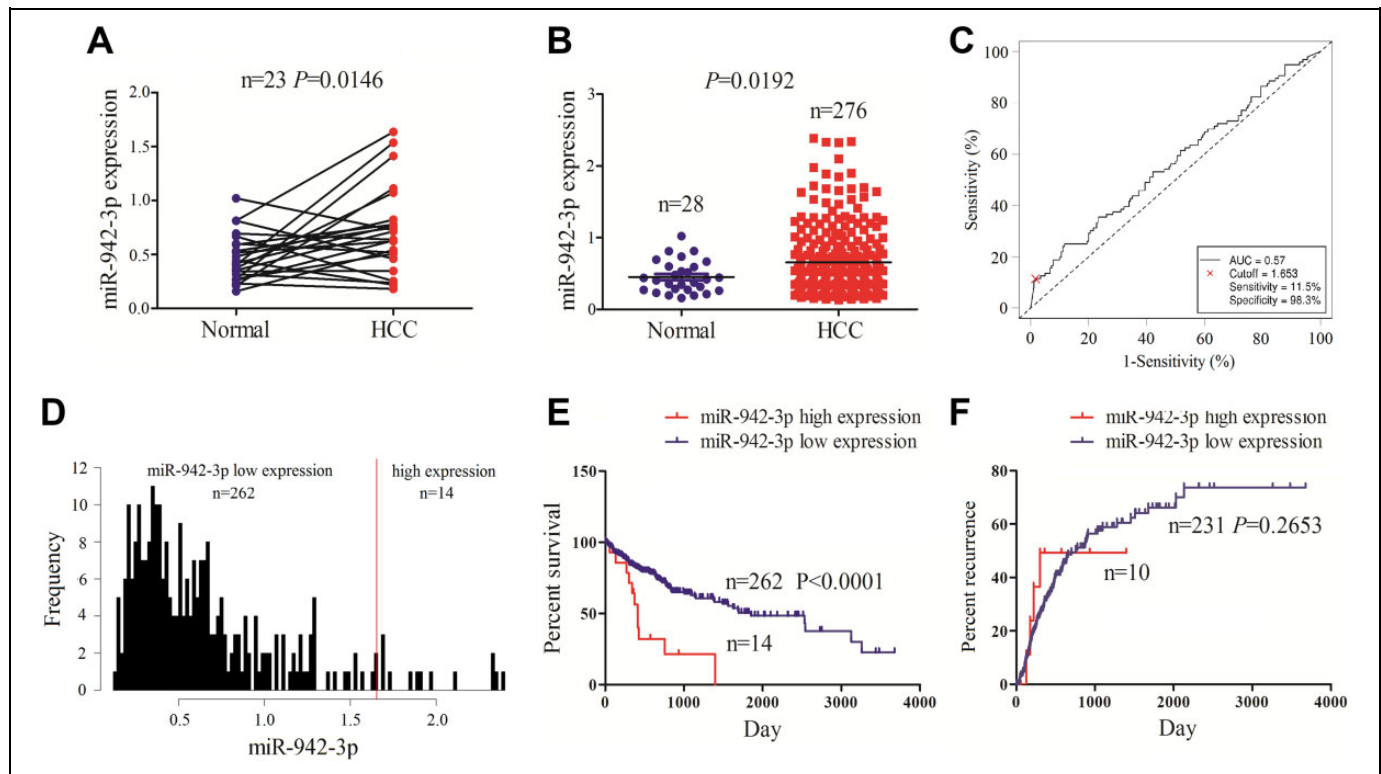 A
n=23 P=0.0146
miR-942-3p expression
2.0
1.5
1.0
0.5
0.0
Normal
HCC
B
P=0.0192
n=276
n=28
miR-942-3p expression
3
2
1
0
Normal
HCC
C
Sensitivity (%)
100
80
60
40
20
0
AUC = 0.57
Cutoff = 1.653
Sensitivity = 11.5%
Specificity = 98.3%
0 20 40 60 80 100
1-Sensitivity (%)
D
miR-942-3p low expression
n=262
high expression
n=14
Frequency
12
10
8
6
4
2
0
0.5 1.0 1.5 2.0
miR-942-3p
E
miR-942-3p high expression
miR-942-3p low expression
Percent survival
150
100
50
0
n=262 P<0.0001
n=14
0 1000 2000 3000 4000
Day
F
miR-942-3p high expression
miR-942-3p low expression
Percent recurrence
80
60
40
20
0
n=231 P=0.2653
n=10
0 1000 2000 3000 4000
Day